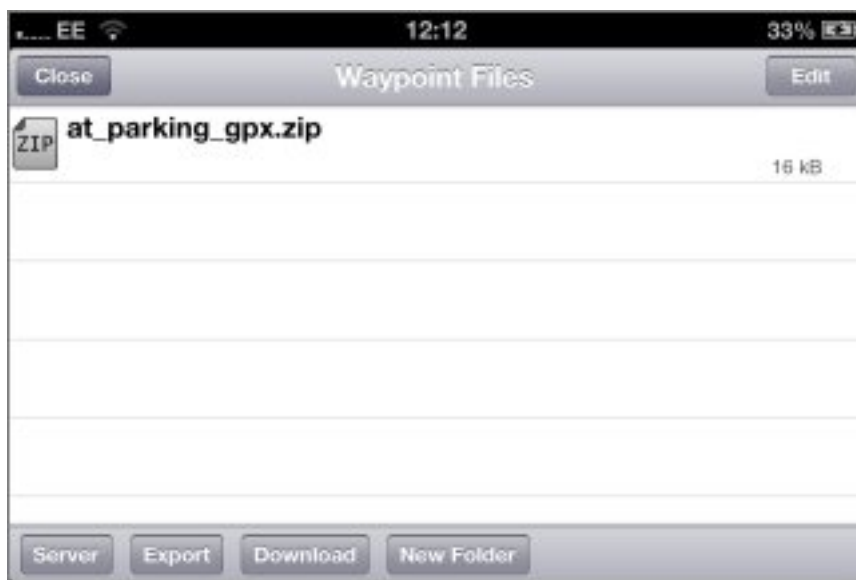 EE 12:12 33%
Close Waypoint Files Edit
ZIP at_parking_gpx.zip
16 kB
Server Export Download New Folder